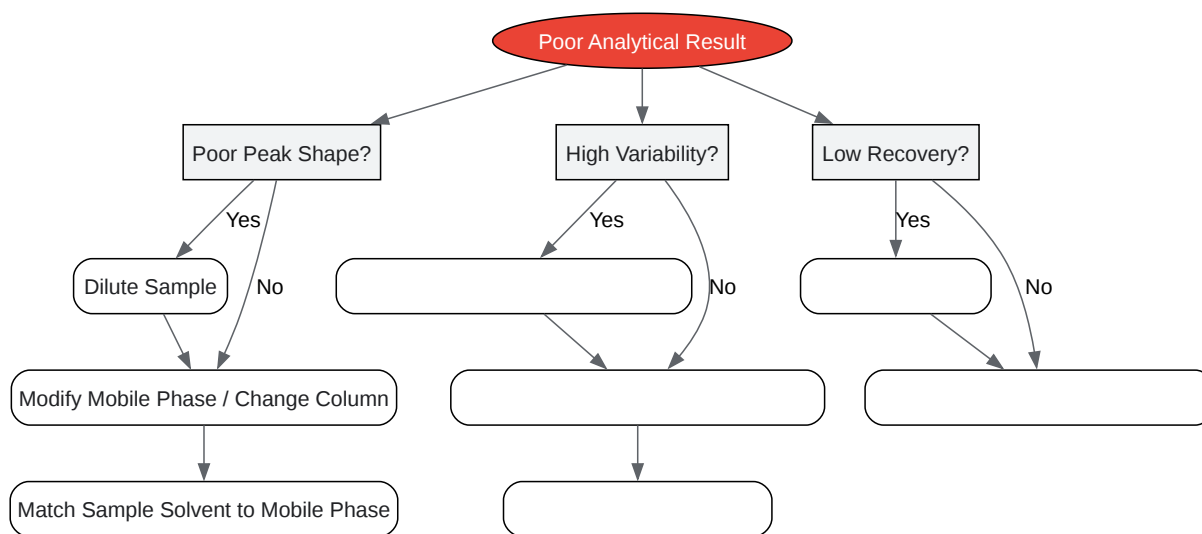 Poor Analytical Result
Poor Peak Shape?
High Variability?
Low Recovery?
Yes
Yes
Yes
Dilute Sample
No
No
No
Modify Mobile Phase / Change Column
Match Sample Solvent to Mobile Phase